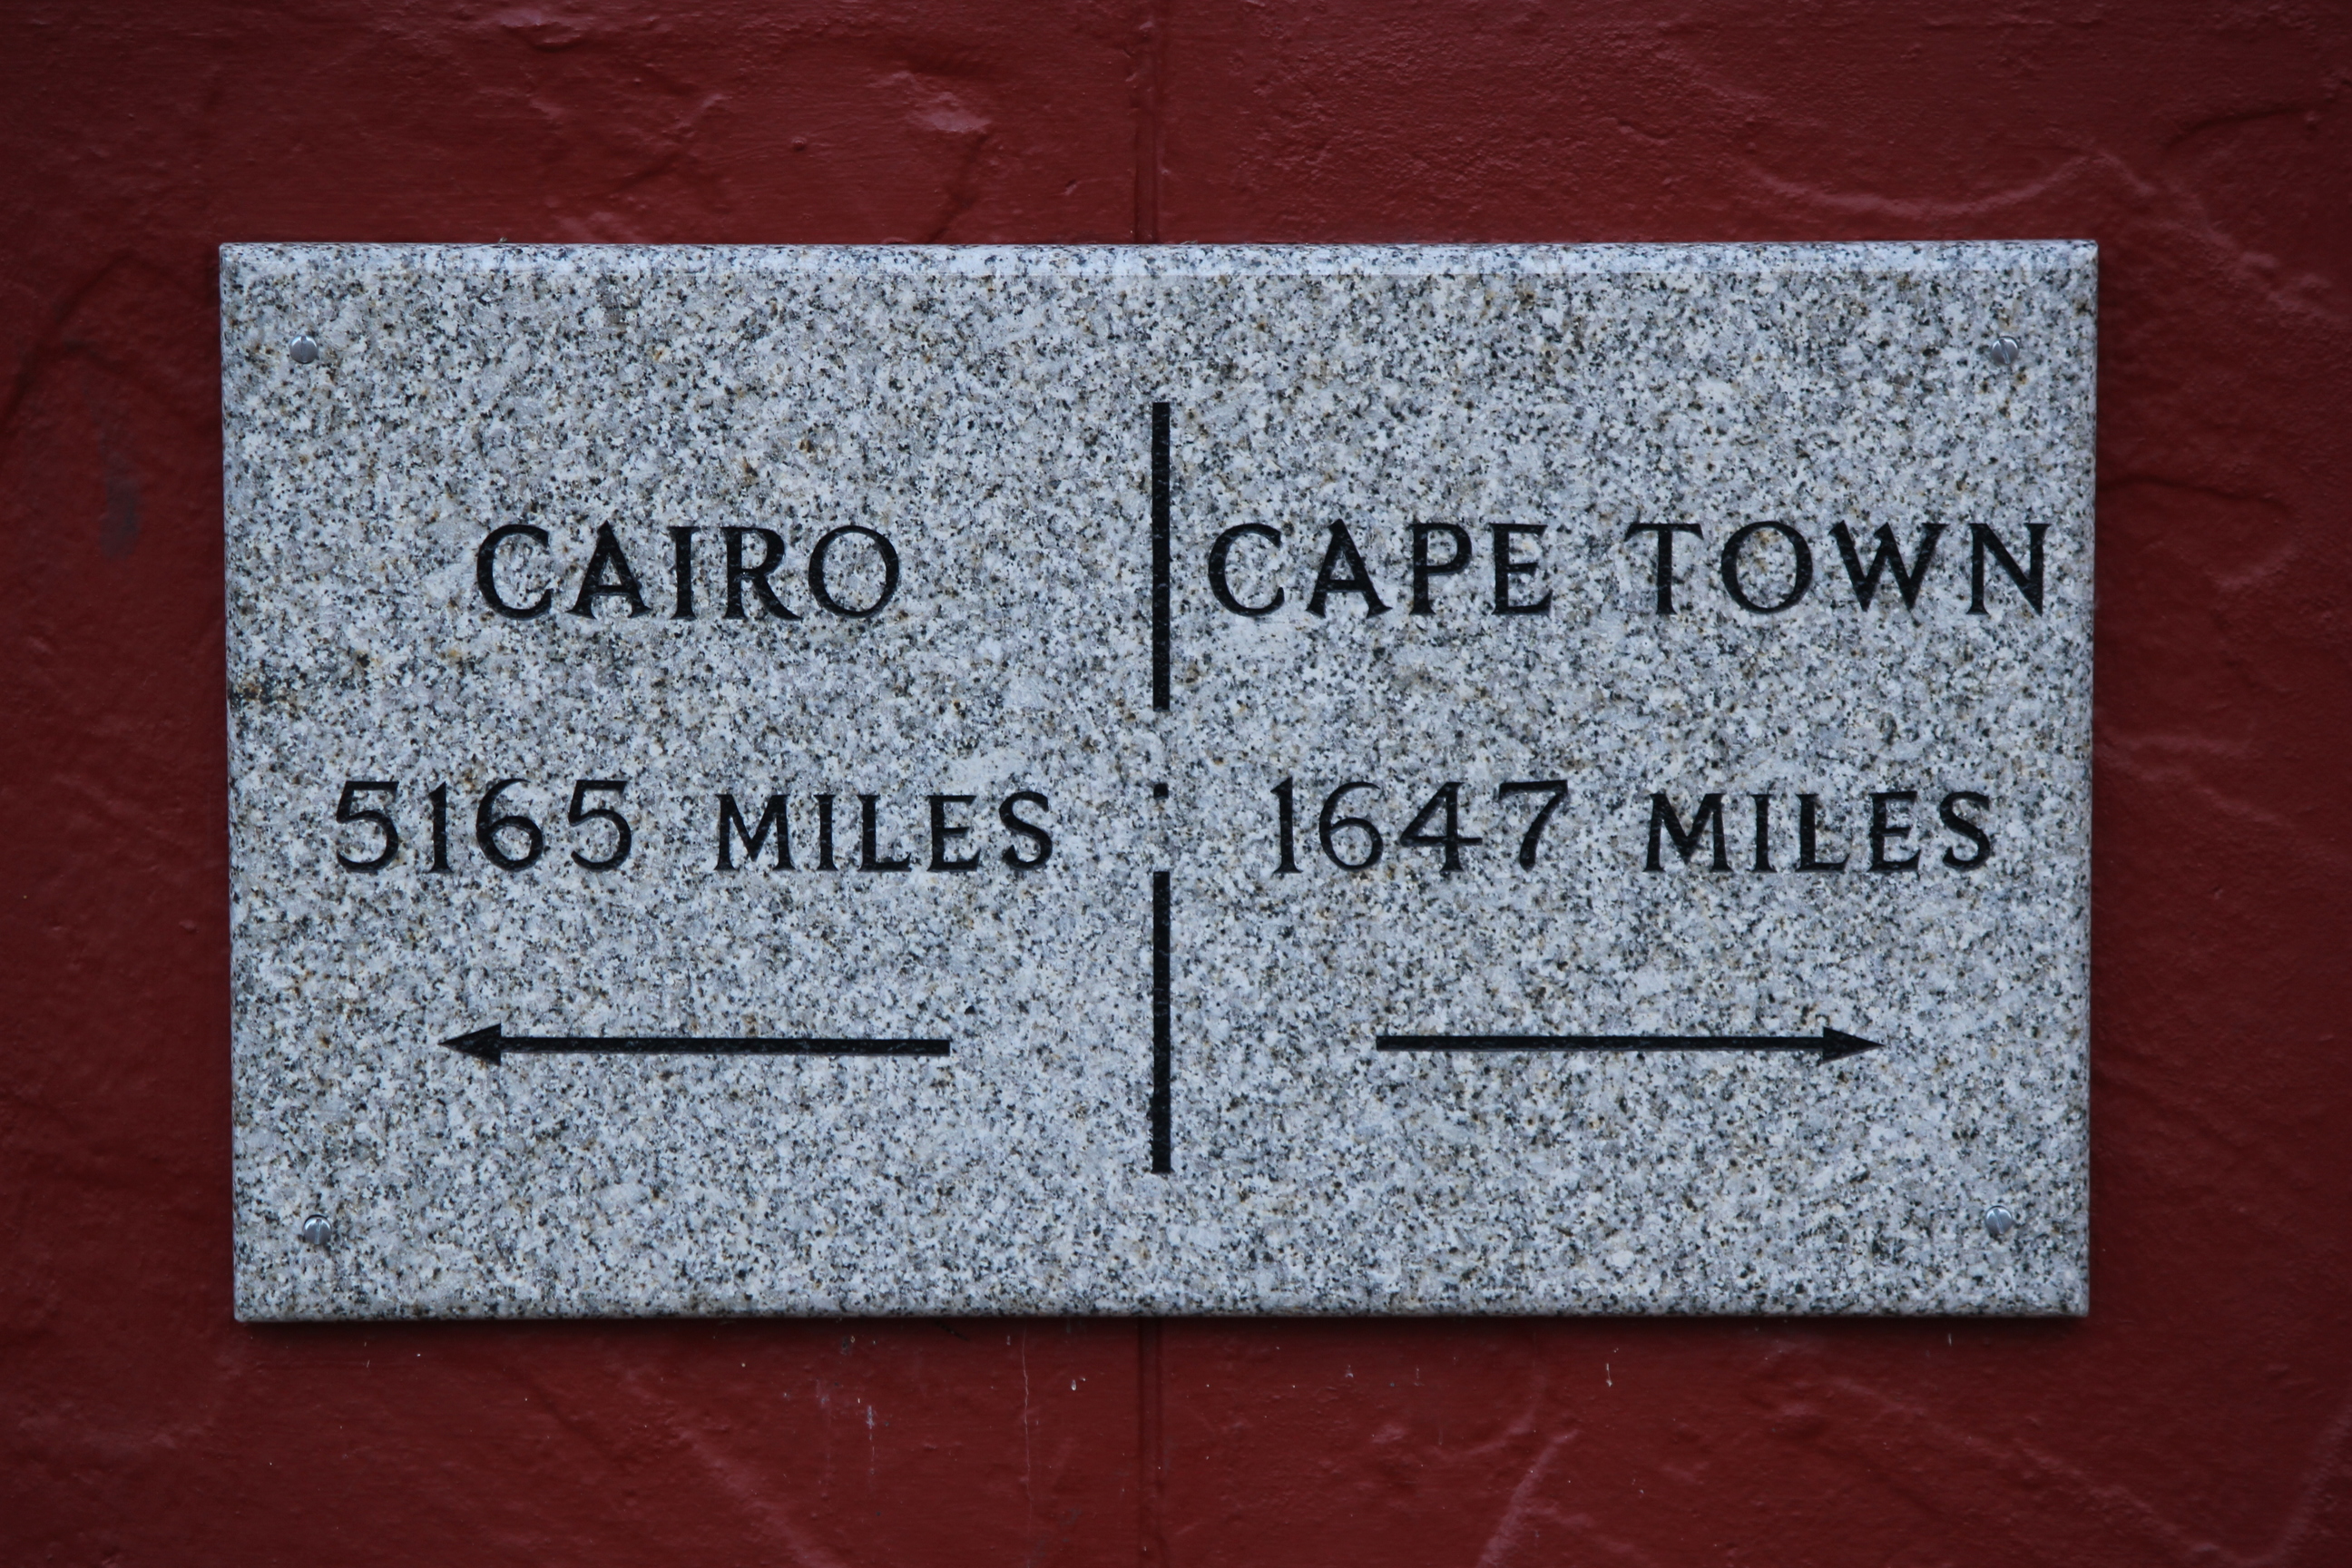 CAIRO
5165 MILES
CAPE TOWN
1647 MILES